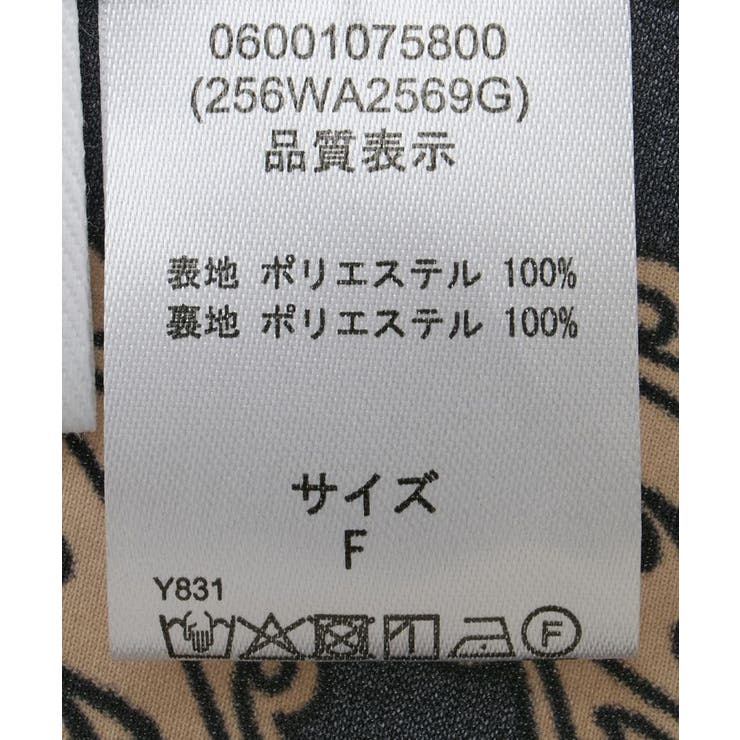 06001075800
(256WA2569G)
品質表示
表地 ポリエステル 100%
裏地 ポリエステル 100%
サイズ
F
Y831
F